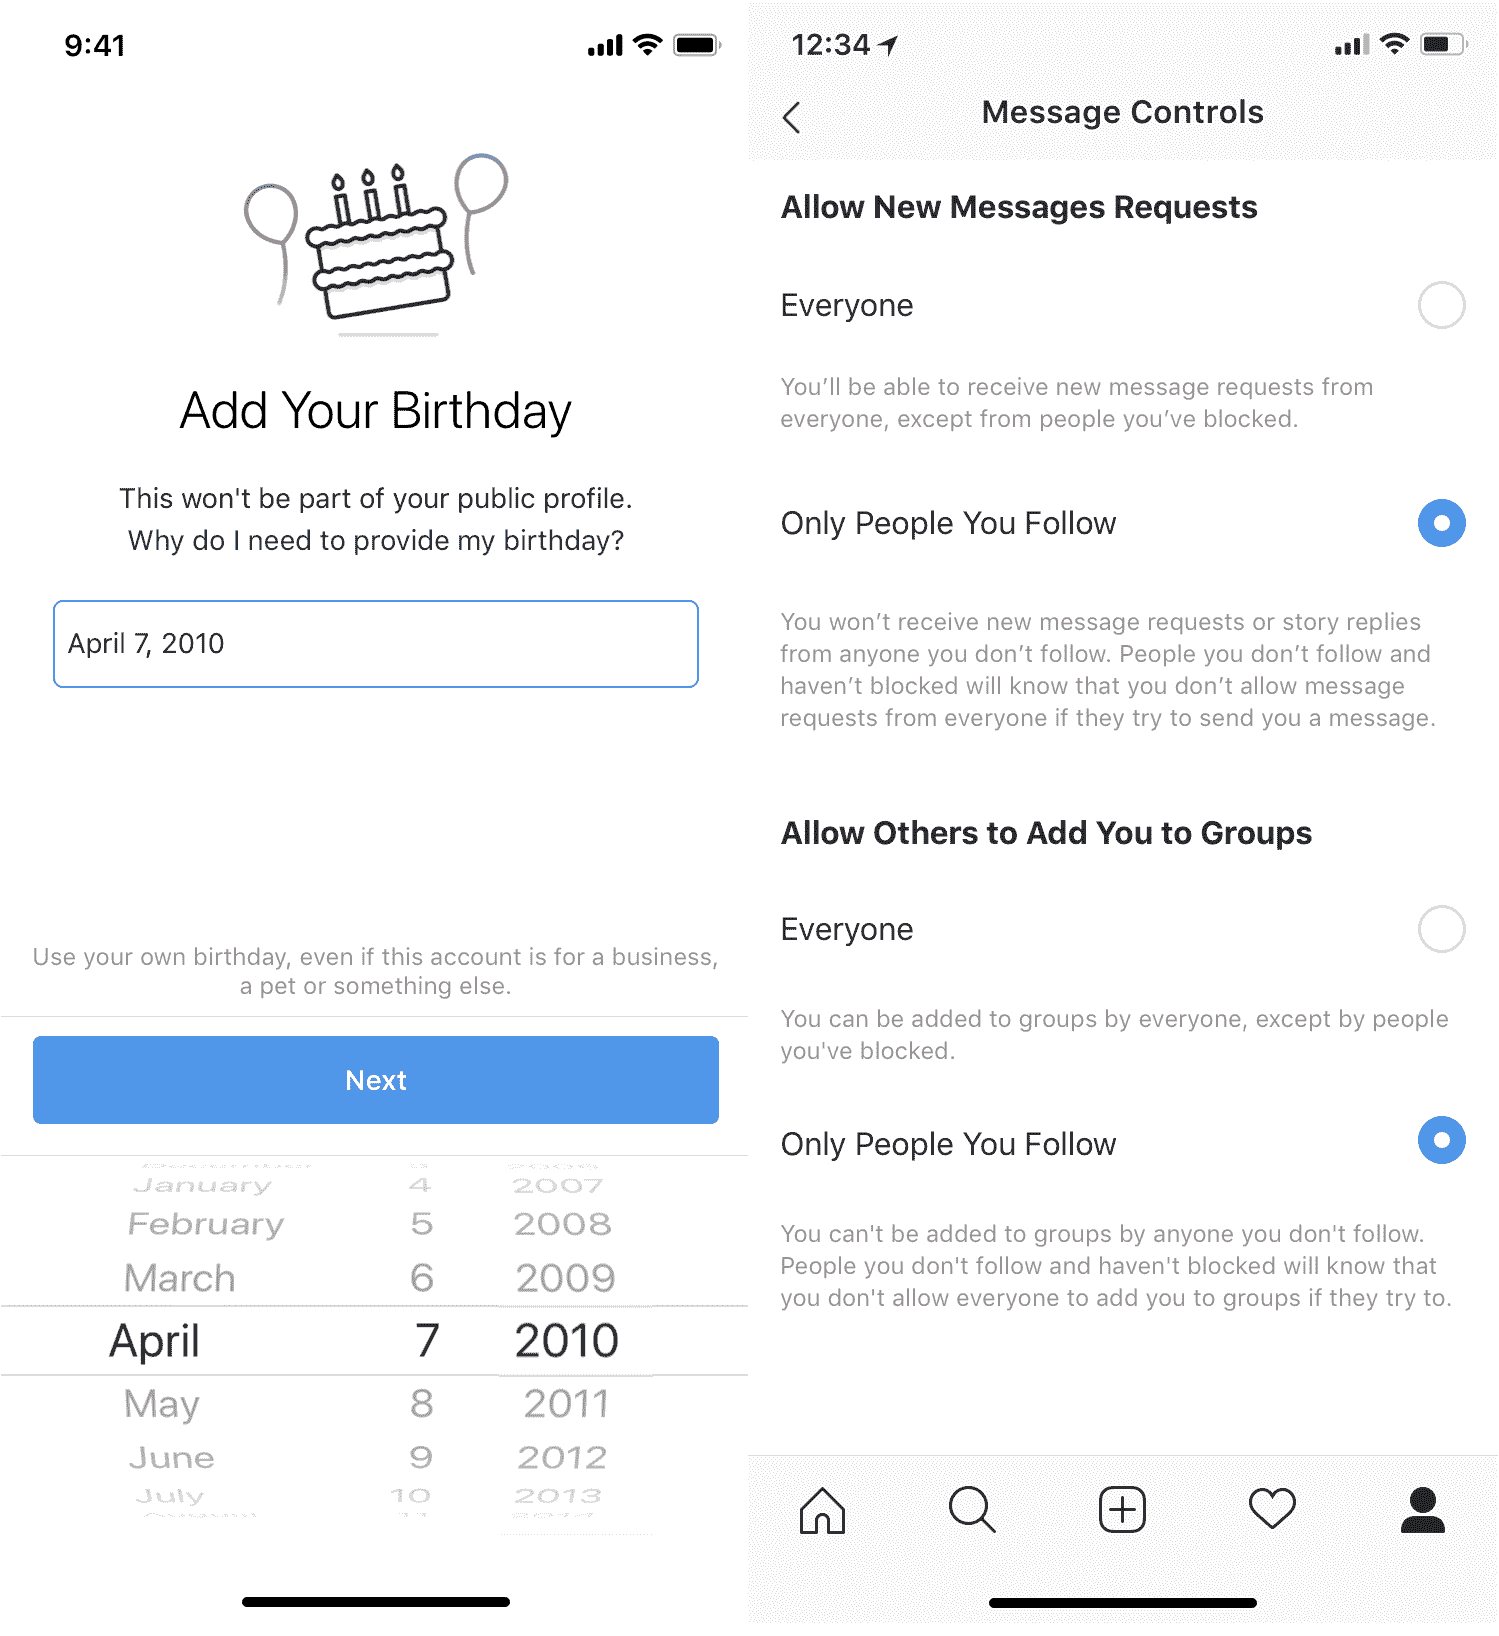 9:41
Add Your Birthday
This won't be part of your public profile.
Why do I need to provide my birthday?
April 7, 2010
Use your own birthday, even if this account is for a business,
a pet or something else.
Next
January 4 2007
February 5 2008
March 6 2009
April 7 2010
May 8 2011
June 9 2012
July 10 2013
12:34
Message Controls
Allow New Messages Requests
Everyone
You’ll be able to receive new message requests from
everyone, except from people you’ve blocked.
Only People You Follow
You won’t receive new message requests or story replies
from anyone you don’t follow. People you don’t follow and
haven’t blocked will know that you don’t allow message
requests from everyone if they try to send you a message.
Allow Others to Add You to Groups
Everyone
You can be added to groups by everyone, except by people
you've blocked.
Only People You Follow
You can't be added to groups by anyone you don't follow.
People you don't follow and haven't blocked will know that
you don't allow everyone to add you to groups if they try to.